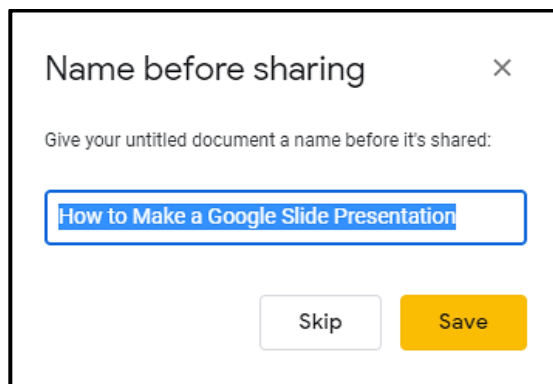 Name before sharing
Give your untitled document a name before it's shared:
How to Make a Google Slide Presentation
Skip Save